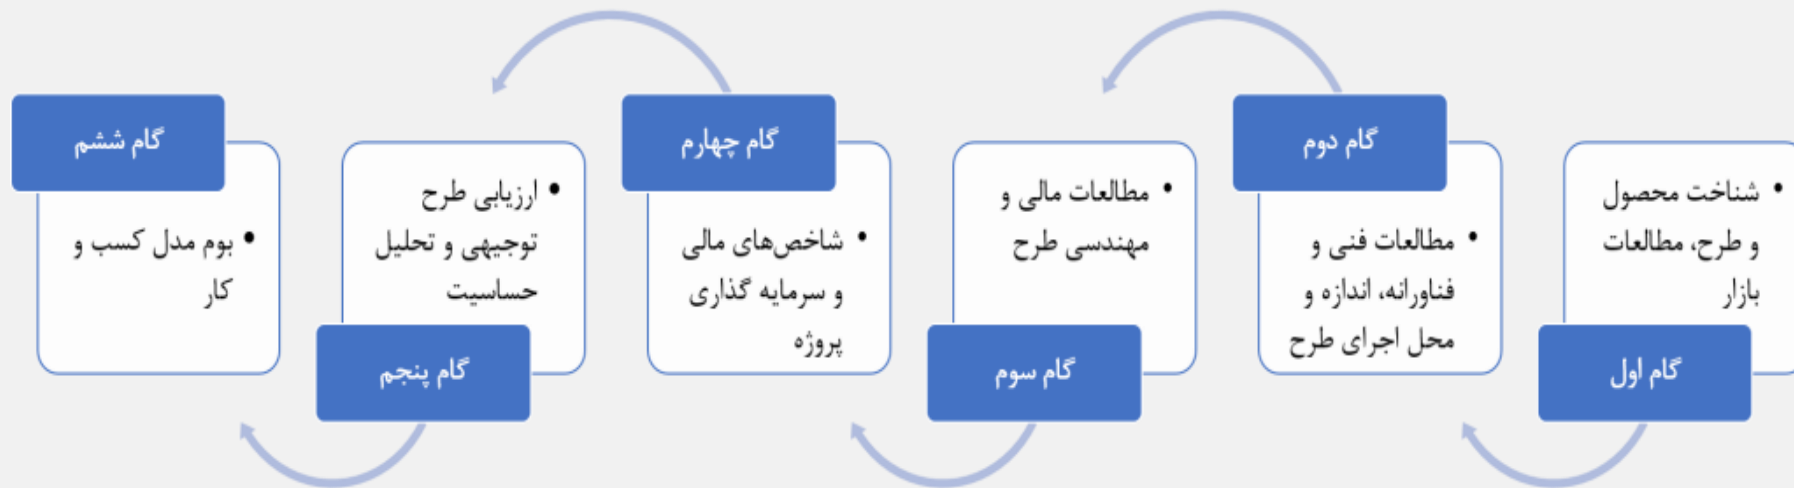 گام اول
• شناخت محصول
و طرح، مطالعات
بازار
گام دوم
• مطالعات فنی و
فناورانه، اندازه و
محل اجرای طرح
گام سوم
• مطالعات مالی و
مهندسی طرح
گام چهارم
• شاخص‌های مالی
و سرمایه گذاری
پروژه
گام پنجم
• ارزیابی طرح
توجیهی و تحلیل
حساسیت
گام ششم
• بوم مدل کسب و
کار